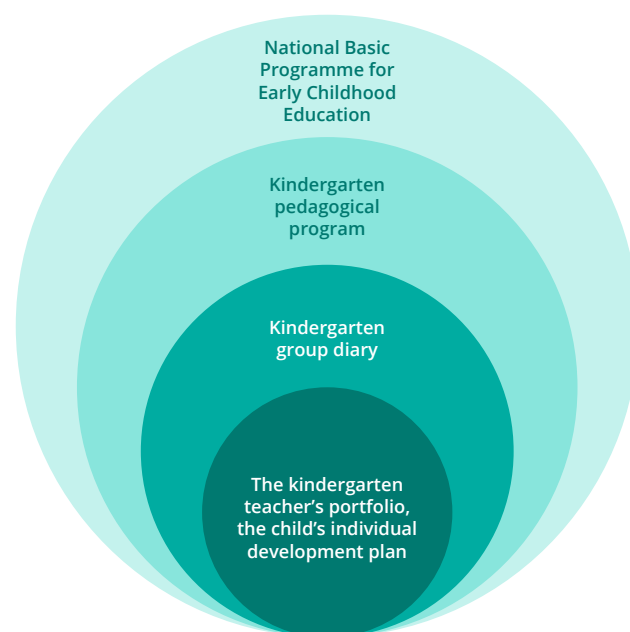 National Basic
Programme for
Early Childhood
Education
Kindergarten
pedagogical
program
Kindergarten
group diary
The kindergarten
teacher’s portfolio,
the child’s individual
development plan